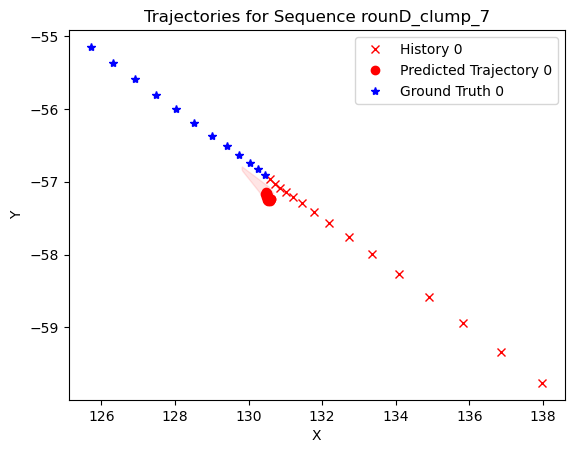 Trajectories for Sequence rounD_clump_7
History 0
Predicted Trajectory 0
Ground Truth 0
−55
−56
−57
−58
−59
Y
126 128 130 132 134 136 138
X